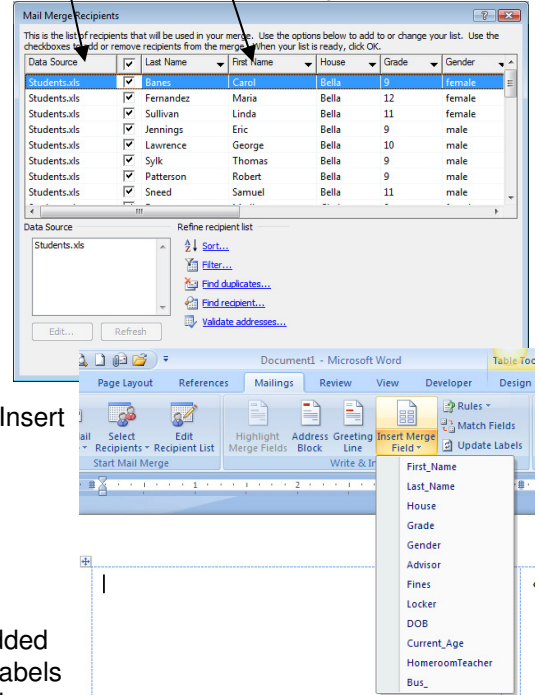 Mail Merge Recipients
This is the list of recipients that will be used in your merge. Use the options below to add to or change your list. Use the
checkboxes to add or remove recipients from the merge. When your list is ready, click OK.
Data Source Last Name First Name House Grade Gender
Students.xls Banes Carol Bella 9 female
Students.xls Fernandez Maria Bella 12 female
Students.xls Sullivan Linda Bella 11 female
Students.xls Jennings Eric Bella 9 male
Students.xls Lawrence George Bella 10 male
Students.xls Sylk Thomas Bella 9 male
Students.xls Patterson Robert Bella 9 male
Students.xls Sneed Samuel Bella 11 male
Data Source Refine recipient list
Students.xls
Sort...
Filter...
Find duplicates...
Find recipient...
Validate addresses...
Edit... Refresh
Document1 - Microsoft Word Table Too
Page Layout References Mailings Review View Developer Design
Insert
ail Select Recipients Edit Recipient List Highlight Merge Fields Address Block Greeting Line Insert Merge Field
Rules
Match Fields
Update Labels
Start Mail Merge Write & In
1 2
First_Name
Last_Name
House
Grade
Gender
Advisor
Fines
Locker
DOB
Current_Age
HomeroomTeacher
Bus_
lded
abels